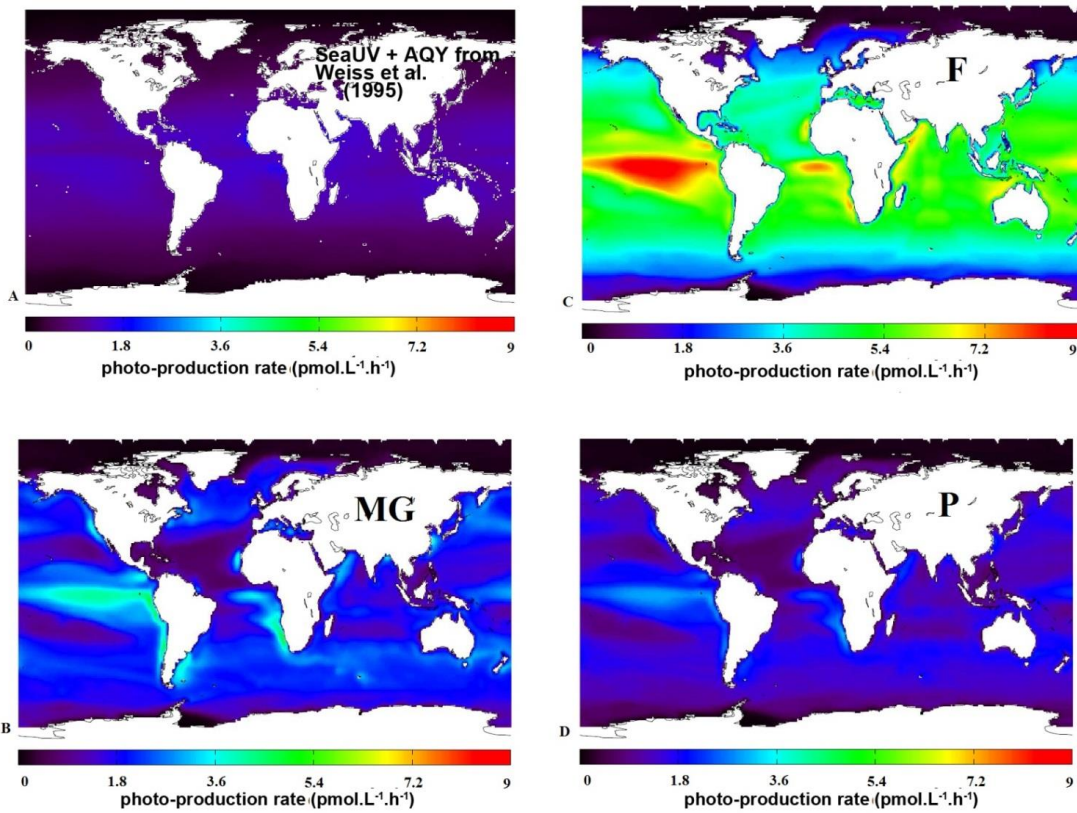 SeaUV + AQY from
Weiss et al.
(1995)
A
0 1.8 3.6 5.4 7.2 9
photo-production rate (pmol.L⁻¹.h⁻¹)
F
C
0 1.8 3.6 5.4 7.2 9
photo-production rate (pmol.L⁻¹.h⁻¹)
MG
B
0 1.8 3.6 5.4 7.2 9
photo-production rate (pmol.L⁻¹.h⁻¹)
P
D
0 1.8 3.6 5.4 7.2 9
photo-production rate (pmol.L⁻¹.h⁻¹)